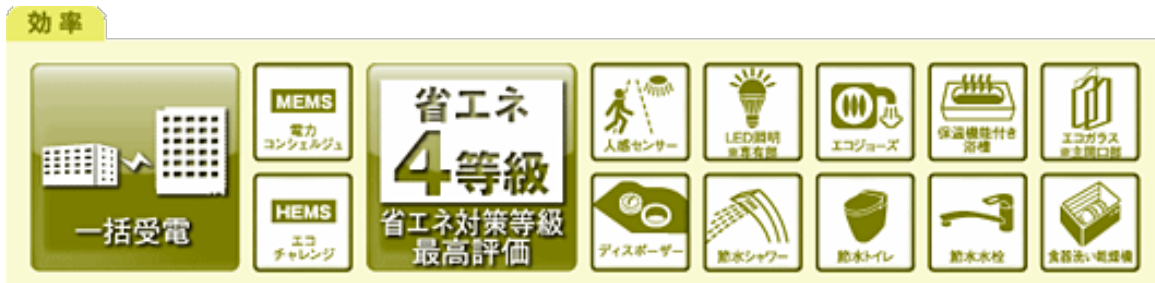 効率
一括受電
MEMS
電力
コンシェルジュ
HEMS
エコ
チャレンジ
省エネ
4等級
省エネ対策等級
最高評価
人感センサー
LED照明
※専有部
エコジョーズ
保温機能付き
浴槽
エコガラス
※主開口部
ディスポーザー
節水シャワー
節水トイレ
節水水栓
食器洗い乾燥機